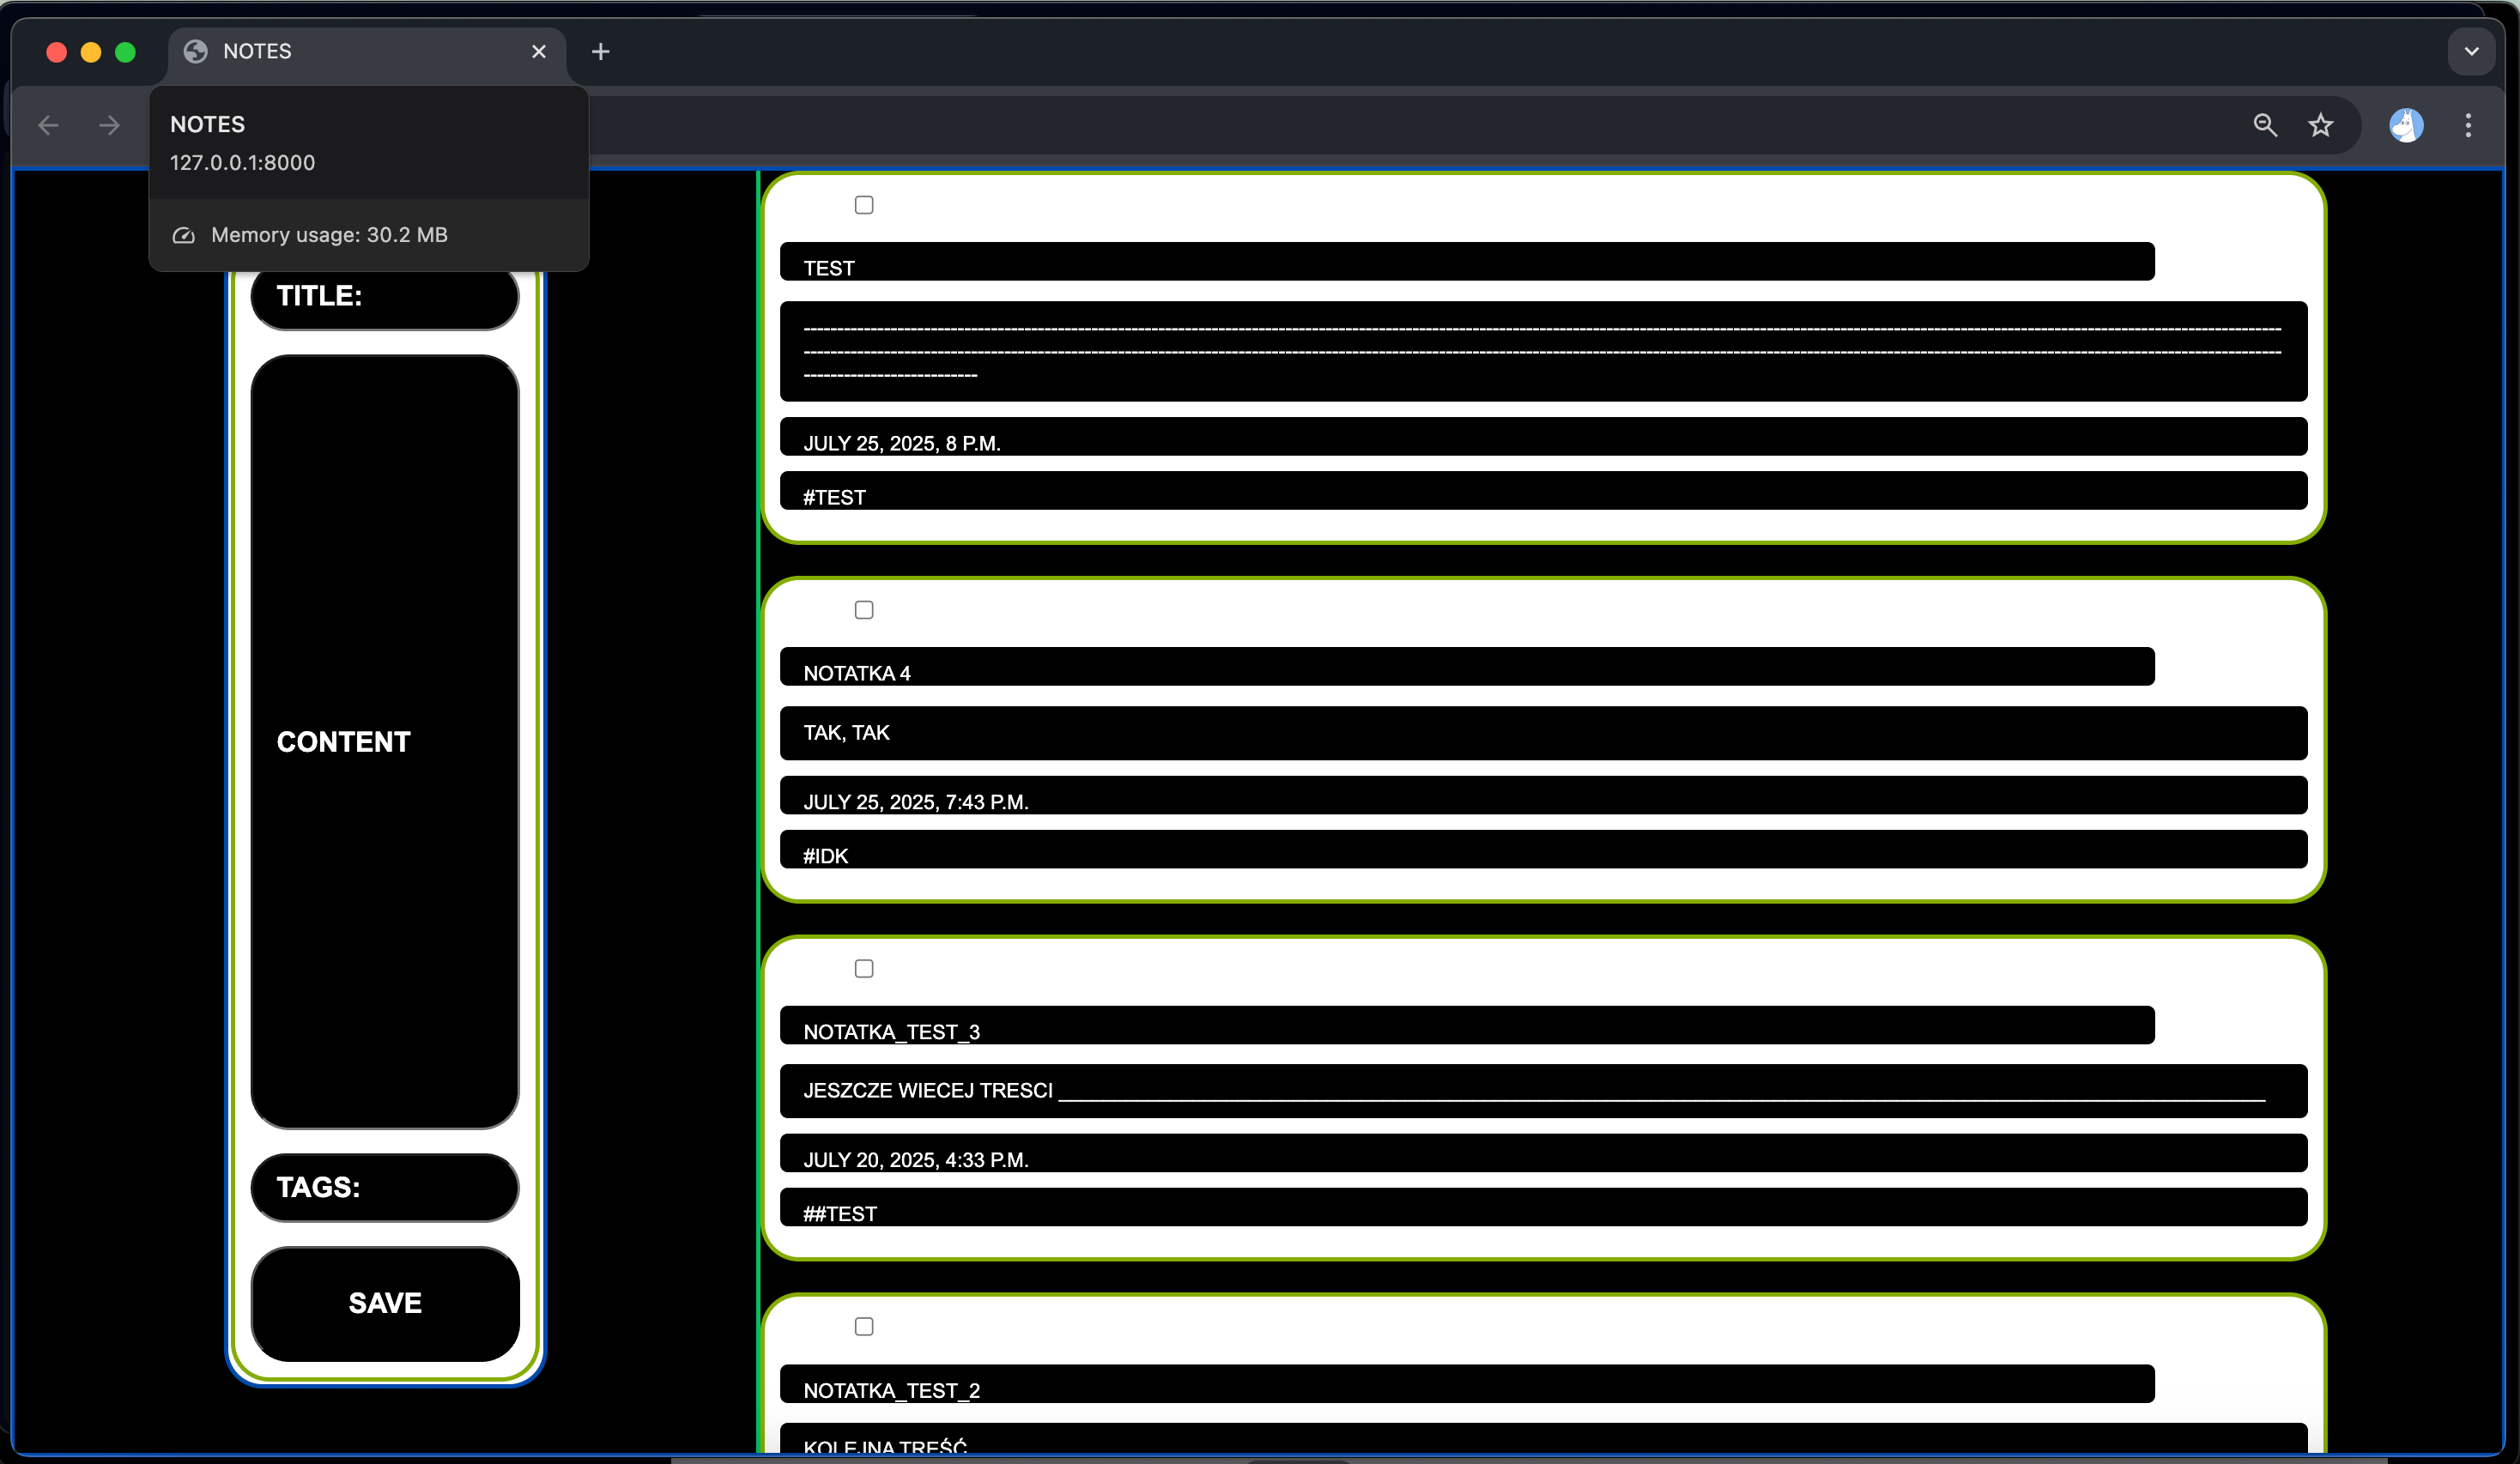 NOTES
NOTES
127.0.0.1:8000
Memory usage: 30.2 MB
TITLE:
CONTENT
TAGS:
SAVE
TEST
JULY 25, 2025, 8 P.M.
#TEST
NOTATKA 4
TAK, TAK
JULY 25, 2025, 7:43 P.M.
#IDK
NOTATKA_TEST_3
JESZCZE WIECEJ TRESCI ____________________________________________________________________________________________________________
JULY 20, 2025, 4:33 P.M.
##TEST
NOTATKA_TEST_2
KOLEJNA TREŚĆ